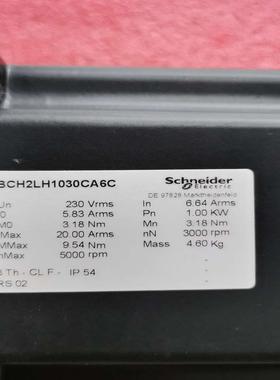 BCH2LH1030CA6C
Schneider
Electric
DE 97828 Marktheidenfeld
Un 230 Vrms
I0 5.83 Arms
M0 3.18 Nm
IMax 20.00 Arms
MMax 9.54 Nm
nMax 5000 rpm
In 6.64 Arms
Pn 1.00 KW
Mn 3.18 Nm
nN 3000 rpm
Mass 4.60 Kg
Th - CL F - IP 54
RS 02